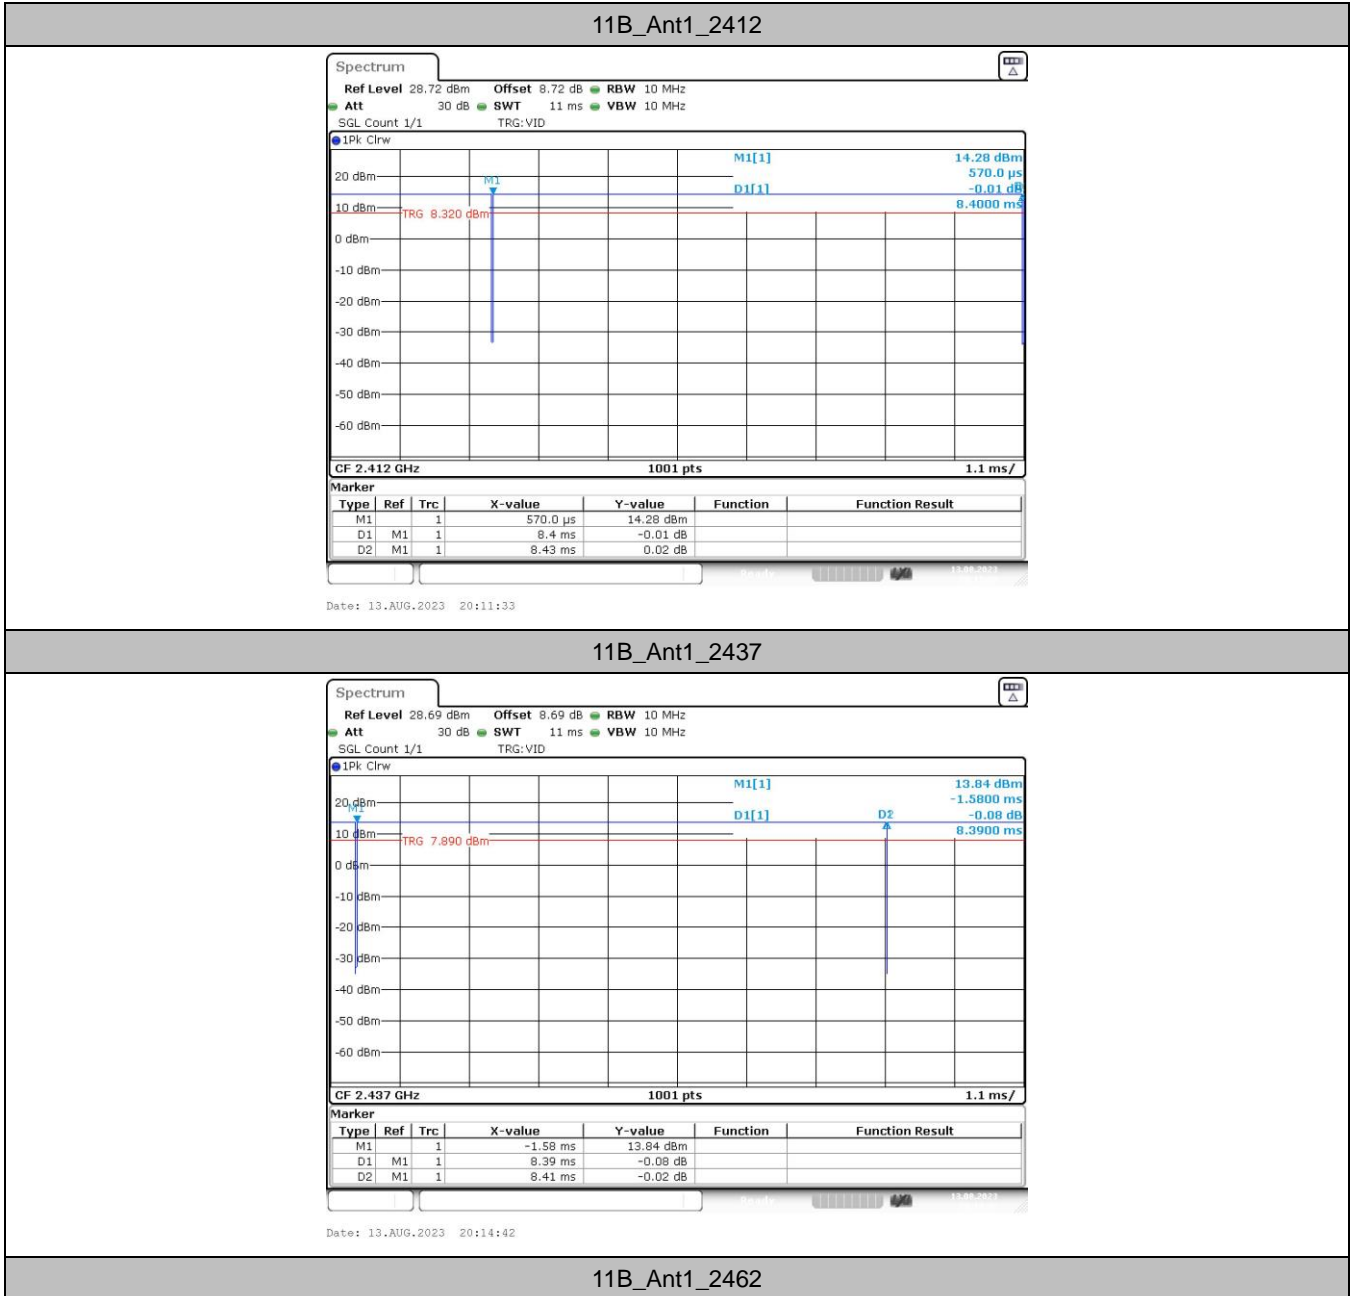 11B_Ant1_2412
Spectrum
Ref Level 28.72 dBm Offset 8.72 dB RBW 10 MHz
Att 30 dB SWT 11 ms VBW 10 MHz
SGL Count 1/1 TRG:VID
1Pk Clrw
M1[1] 14.28 dBm
570.0 µs
20 dBm
M1
D1[1] -0.01 dB
8.4000 ms
10 dBm
TRG 8.320 dBm
0 dBm
-10 dBm
-20 dBm
-30 dBm
-40 dBm
-50 dBm
-60 dBm
CF 2.412 GHz 1001 pts 1.1 ms/
Marker
Type Ref Trc X-value Y-value Function Function Result
M1 1 570.0 µs 14.28 dBm
D1 M1 1 8.4 ms -0.01 dB
D2 M1 1 8.43 ms 0.02 dB
Date: 13.AUG.2023 20:11:33
11B_Ant1_2437
Spectrum
Ref Level 28.69 dBm Offset 8.69 dB RBW 10 MHz
Att 30 dB SWT 11 ms VBW 10 MHz
SGL Count 1/1 TRG:VID
1Pk Clrw
M1[1] 13.84 dBm
-1.5800 ms
20 dBm
M1
D1[1] D2 -0.08 dB
8.3900 ms
10 dBm
TRG 7.890 dBm
0 dBm
-10 dBm
-20 dBm
-30 dBm
-40 dBm
-50 dBm
-60 dBm
CF 2.437 GHz 1001 pts 1.1 ms/
Marker
Type Ref Trc X-value Y-value Function Function Result
M1 1 -1.58 ms 13.84 dBm
D1 M1 1 8.39 ms -0.08 dB
D2 M1 1 8.41 ms -0.02 dB
Date: 13.AUG.2023 20:14:42
11B_Ant1_2462